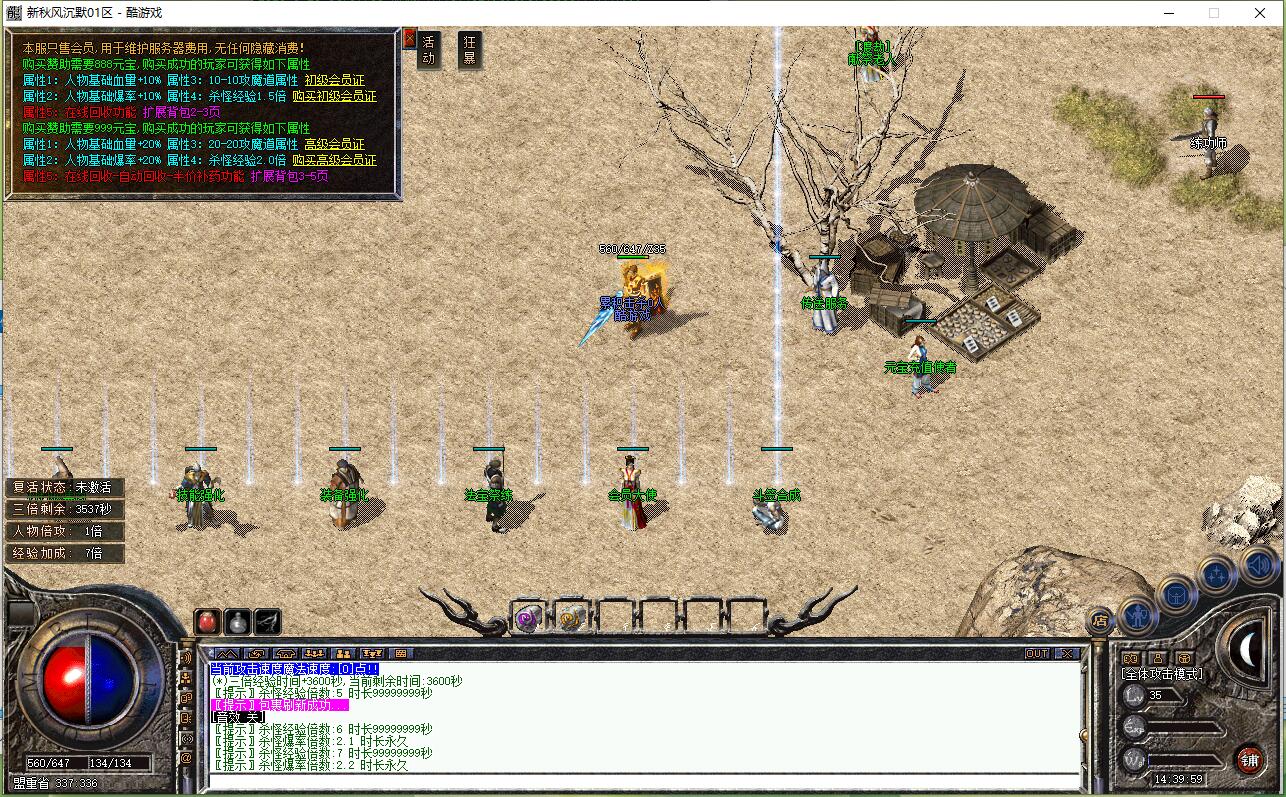 新秋风沉默01区 - 酷游戏
本服只售会员,用于维护服务器费用,无任何隐藏消费!
购买赞助需要888元宝,购买成功的玩家可获得如下属性
属性1: 人物基础血量+10% 属性3: 10-10攻魔道属性 初级会员证
属性2: 人物基础爆率+10% 属性4: 杀怪经验1.5倍 购买初级会员证
属性5: 在线回收功能 扩展背包2-3页
购买赞助需要999元宝,购买成功的玩家可获得如下属性
属性1: 人物基础血量+20% 属性3: 20-20攻魔道属性 高级会员证
属性2: 人物基础爆率+20% 属性4: 杀怪经验2.0倍 购买高级会员证
属性5: 在线回收-自动回收-半价补药功能 扩展背包3-5页
活动
狂暴
练功师
560/647/Z35
累积击杀0人
酷游戏
传送服务
元宝充值使者
技能强化
装备强化
法宝祭练
会员大使
斗笠合成
复活状态:未激活
三倍剩余:3537秒
人物倍攻: 1倍
经验加成: 7倍
OUT
当前攻击速度魔法速度:[0]点!!
(*)三倍经验时间+3600秒,当前剩余时间:3600秒
【提示】杀怪经验倍数:5 时长99999999秒
【提示】包裹刷新成功...
[音效 关]
【提示】杀怪经验倍数:6 时长99999999秒
【提示】杀怪爆率倍数:2.1 时长永久
【提示】杀怪经验倍数:7 时长99999999秒
【提示】杀怪爆率倍数:2.2 时长永久
店
[全体攻击模式]
Lv 35
Exp
铺
14:39:59
560/647 134/134
盟重省 337:336